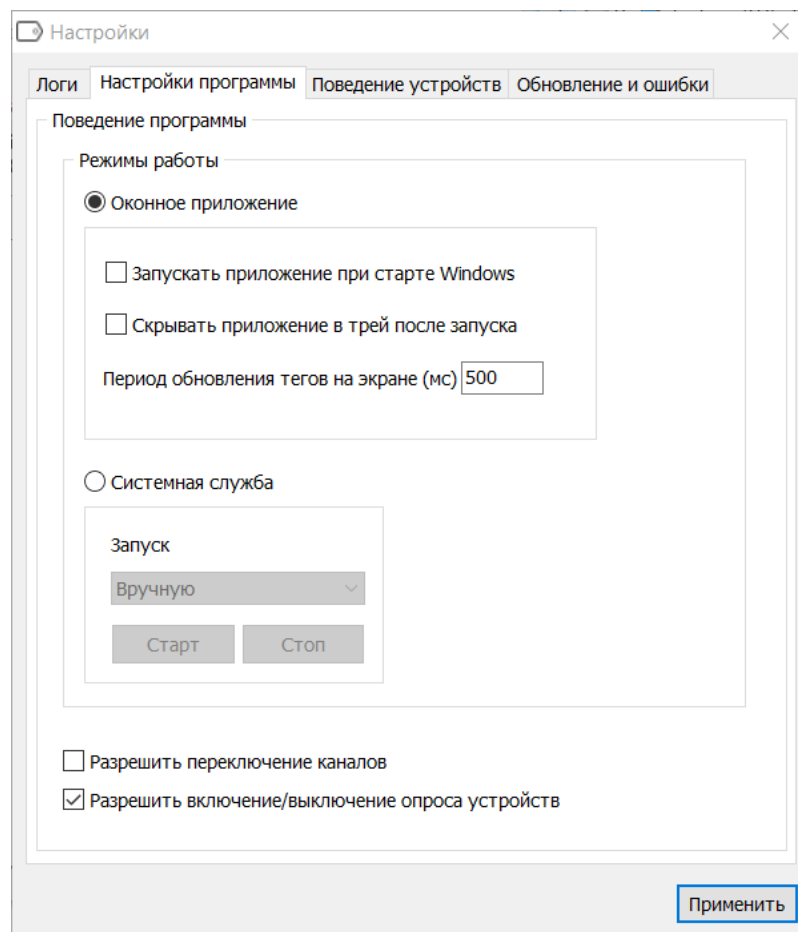 Настройки
Логи Настройки программы Поведение устройств Обновление и ошибки
Поведение программы
Режимы работы
Оконное приложение
Запускать приложение при старте Windows
Скрывать приложение в трей после запуска
Период обновления тегов на экране (мс) 500
Системная служба
Запуск
Вручную
Старт Стоп
Разрешить переключение каналов
Разрешить включение/выключение опроса устройств
Применить